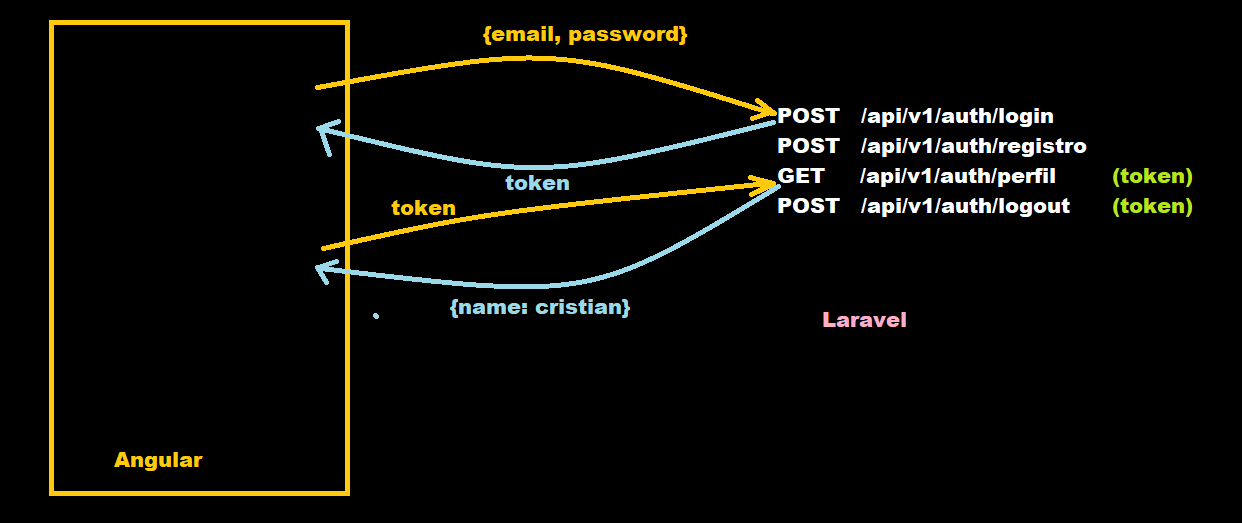 {email, password}
POST /api/v1/auth/login
POST /api/v1/auth/registro
token
GET /api/v1/auth/perfil (token)
token
POST /api/v1/auth/logout (token)
{name: cristian}
Laravel
Angular